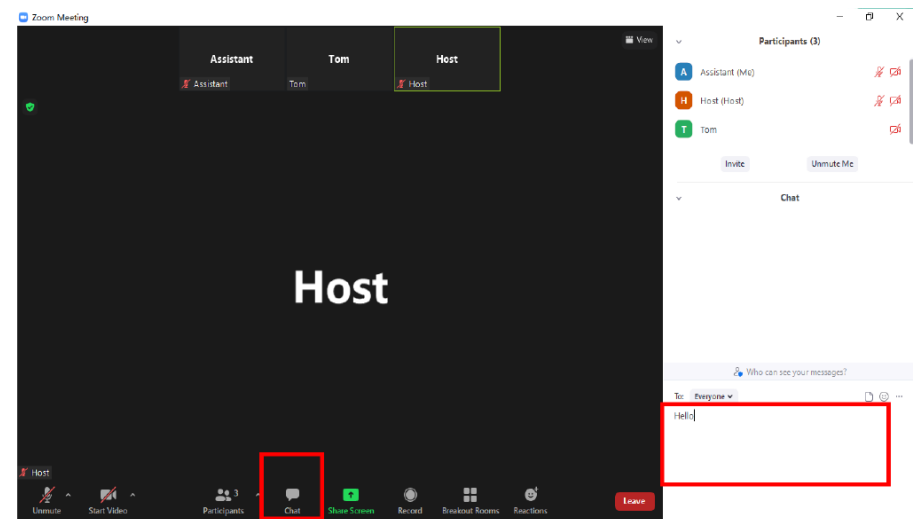 Zoom Meeting
View
Assistant
Tom
Host
Assistant
Tom
Host
Host
Host
Unmute
Start Video
3
Participants
Chat
Share Screen
Record
Breakout Rooms
Reactions
Leave
Participants (3)
A Assistant (Me)
H Host (Host)
T Tom
Invite
Unmute Me
Chat
Who can see your messages?
To: Everyone
Hello